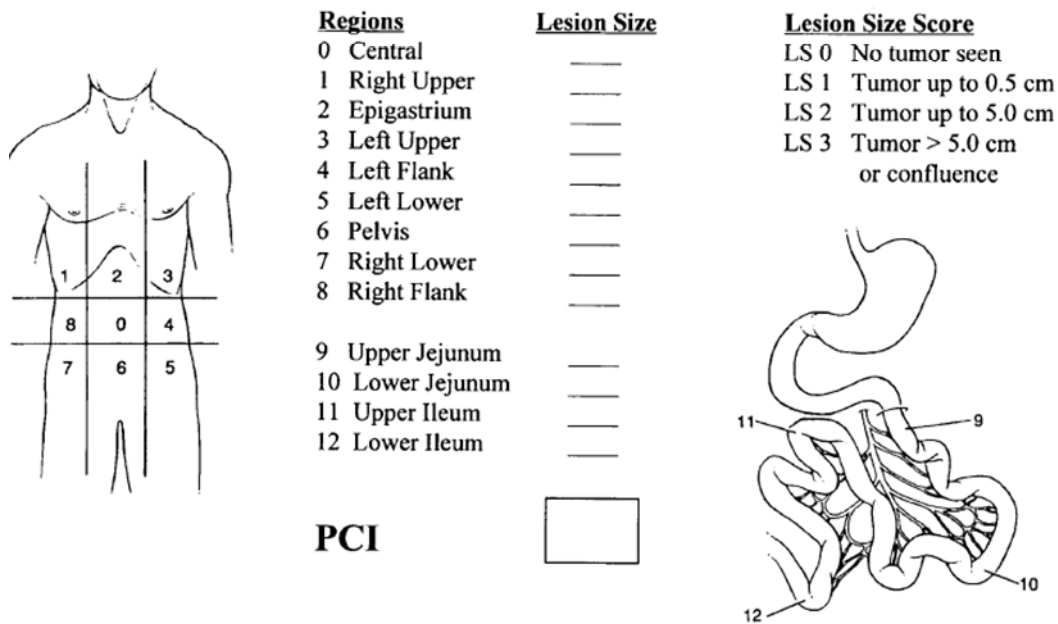 Regions Lesion Size
0 Central
1 Right Upper
2 Epigastrium
3 Left Upper
4 Left Flank
5 Left Lower
6 Pelvis
7 Right Lower
8 Right Flank
9 Upper Jejunum
10 Lower Jejunum
11 Upper Ileum
12 Lower Ileum
PCI
Lesion Size Score
LS 0 No tumor seen
LS 1 Tumor up to 0.5 cm
LS 2 Tumor up to 5.0 cm
LS 3 Tumor > 5.0 cm
or confluence
1 2 3
8 0 4
7 6 5
11 9
10
12